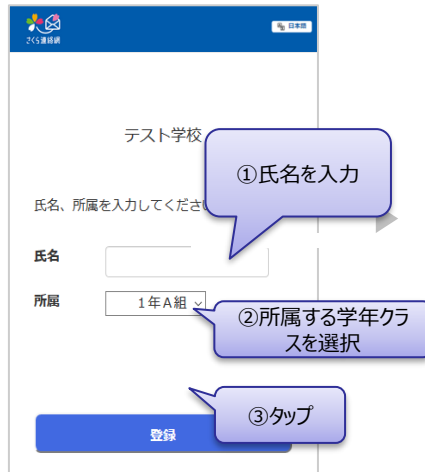 さくら連絡網
日本語
テスト学校
①氏名を入力
氏名、所属を入力してくださ
氏名
所属
1年A組
②所属する学年クラ
スを選択
③タップ
登録